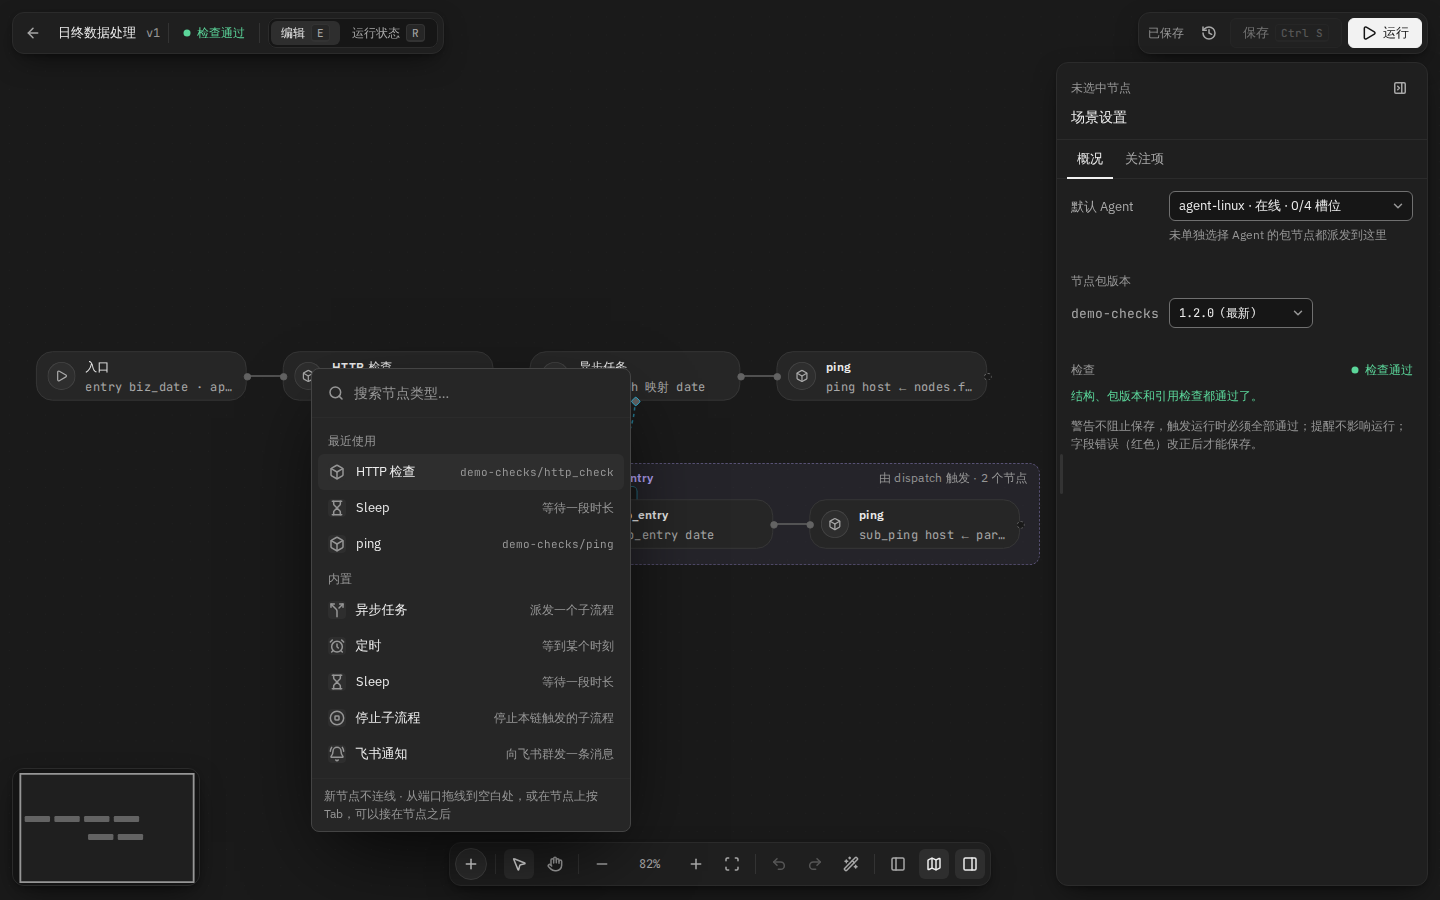 日终数据处理 v1 检查通过 编辑 E 运行状态 R 已保存 保存 Ctrl S 运行
未选中节点
场景设置
概况 关注项
默认 Agent agent-linux · 在线 · 0/4 槽位
未单独选择 Agent 的包节点都派发到这里
节点包版本
demo-checks 1.2.0 (最新)
检查 检查通过
结构、包版本和引用检查都通过了。
警告不阻止保存，触发运行时必须全部通过；提醒不影响运行；
字段错误（红色）改正后才能保存。
入口
entry biz_date · ap…
HTTP 检查
异步任务
h 映射 date
ping
ping host ← nodes.f…
ntry 由 dispatch 触发 · 2 个节点
_entry
_entry date
ping
sub_ping host ← par…
搜索节点类型...
最近使用
HTTP 检查 demo-checks/http_check
Sleep 等待一段时长
ping demo-checks/ping
内置
异步任务 派发一个子流程
定时 等到某个时刻
Sleep 等待一段时长
停止子流程 停止本链触发的子流程
飞书通知 向飞书群发一条消息
新节点不连线 · 从端口拖线到空白处，或在节点上按
Tab，可以接在节点之后
82%